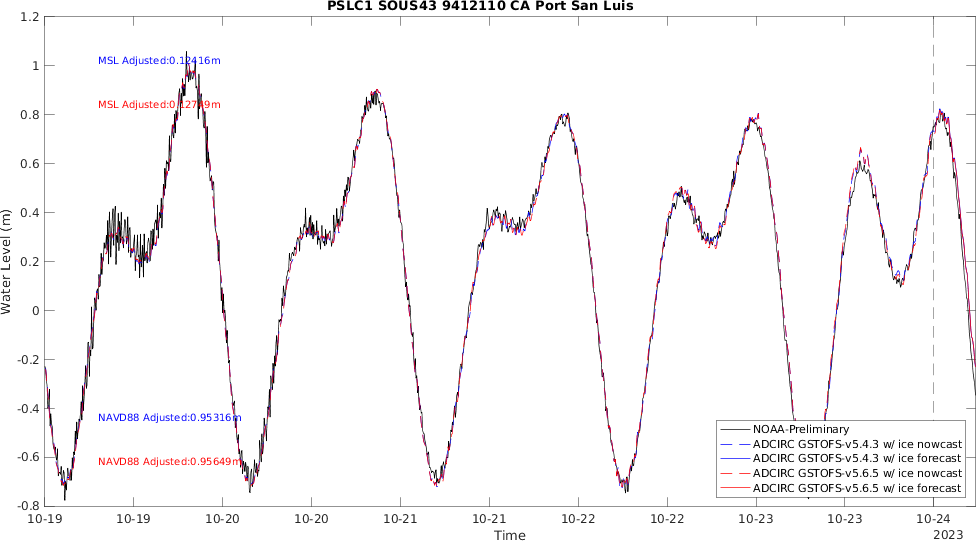 PSLC1 SOUS43 9412110 CA Port San Luis
1.2
1
0.8
0.6
0.4
0.2
0
-0.2
-0.4
-0.6
-0.8
Water Level (m)
MSL Adjusted:0.12416m
MSL Adjusted:0.12749m
NAVD88 Adjusted:0.95316m
NAVD88 Adjusted:0.95649m
NOAA-Preliminary
ADCIRC GSTOFS-v5.4.3 w/ ice nowcast
ADCIRC GSTOFS-v5.4.3 w/ ice forecast
ADCIRC GSTOFS-v5.6.5 w/ ice nowcast
ADCIRC GSTOFS-v5.6.5 w/ ice forecast
10-19 10-19 10-20 10-20 10-21 10-21 10-22 10-22 10-23 10-23 10-24
Time
2023